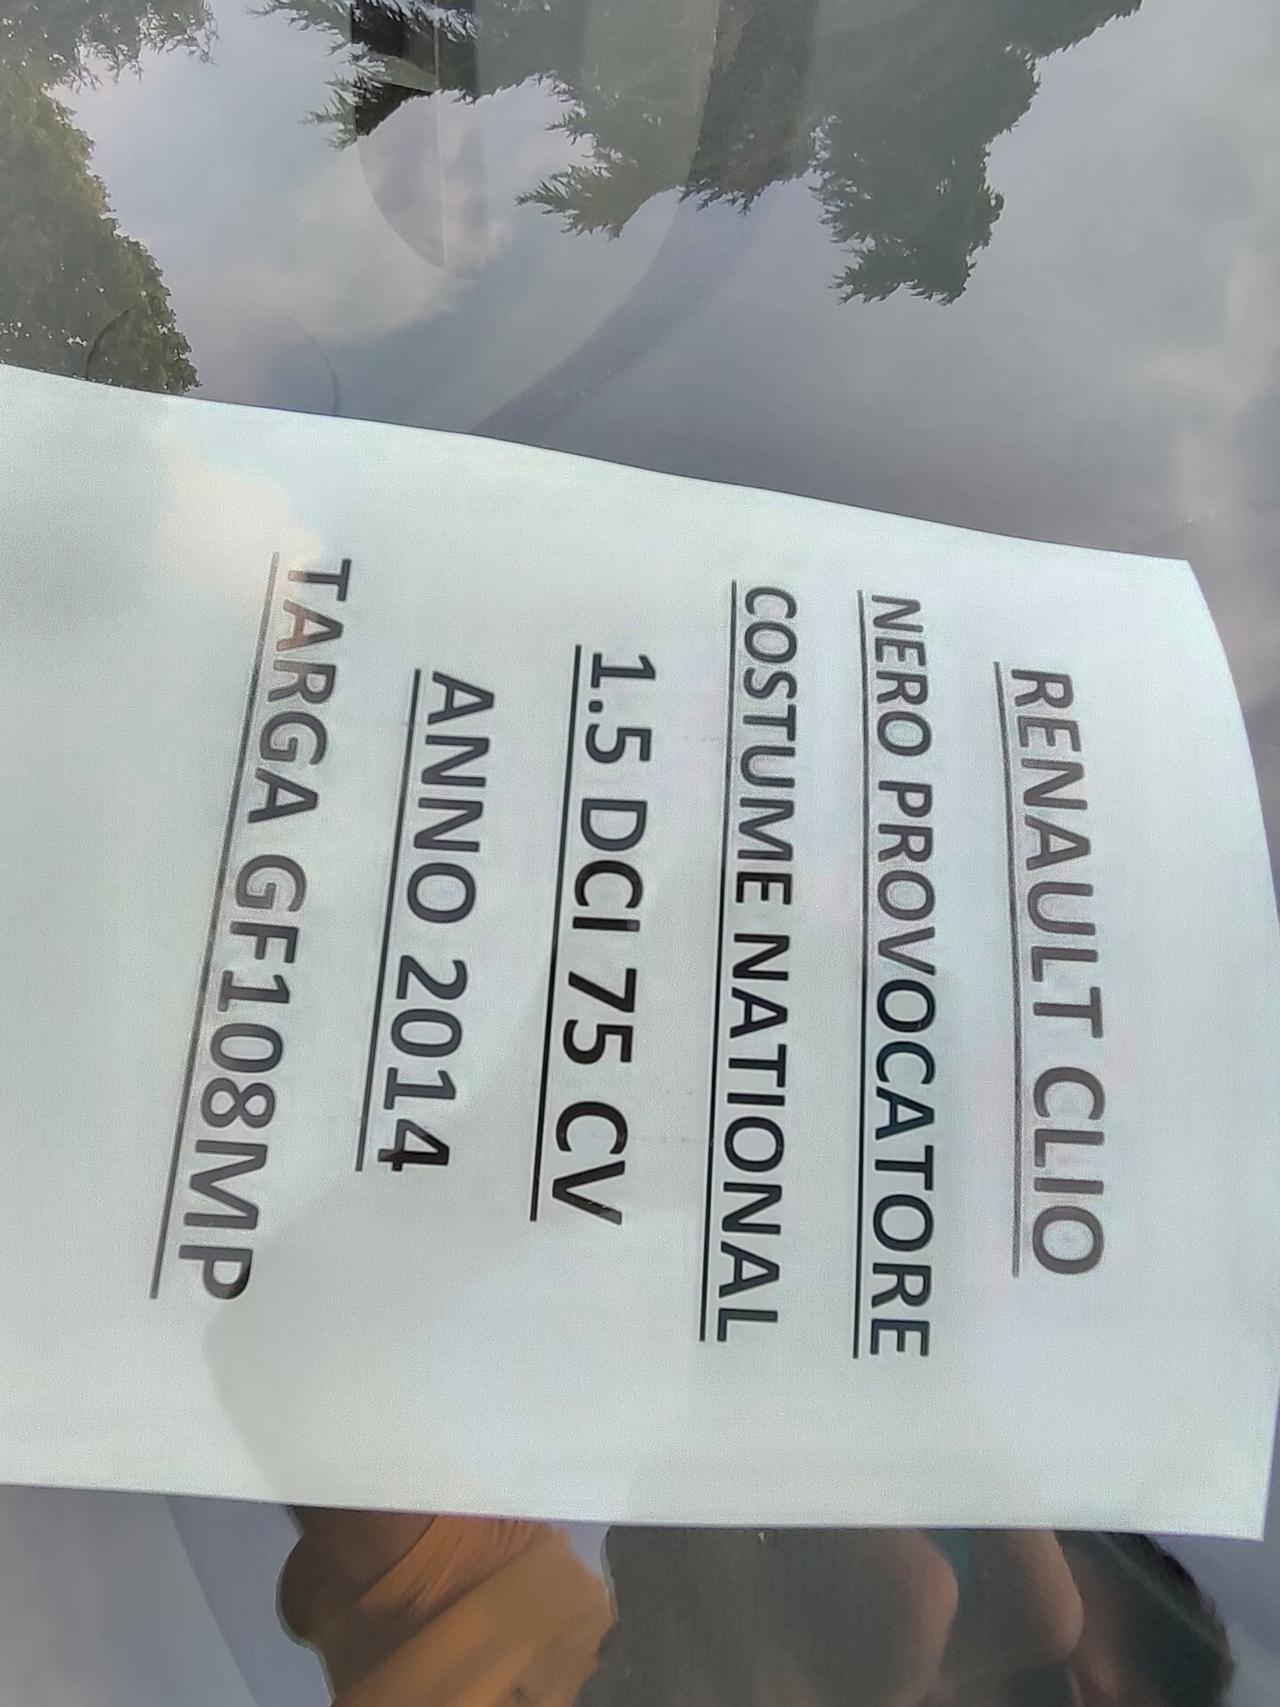 RENAULT CLIO
NERO PROVOCATORE
COSTUME NATIONAL
1.5 DCI 75 CV
ANNO 2014
TARGA GF108MP